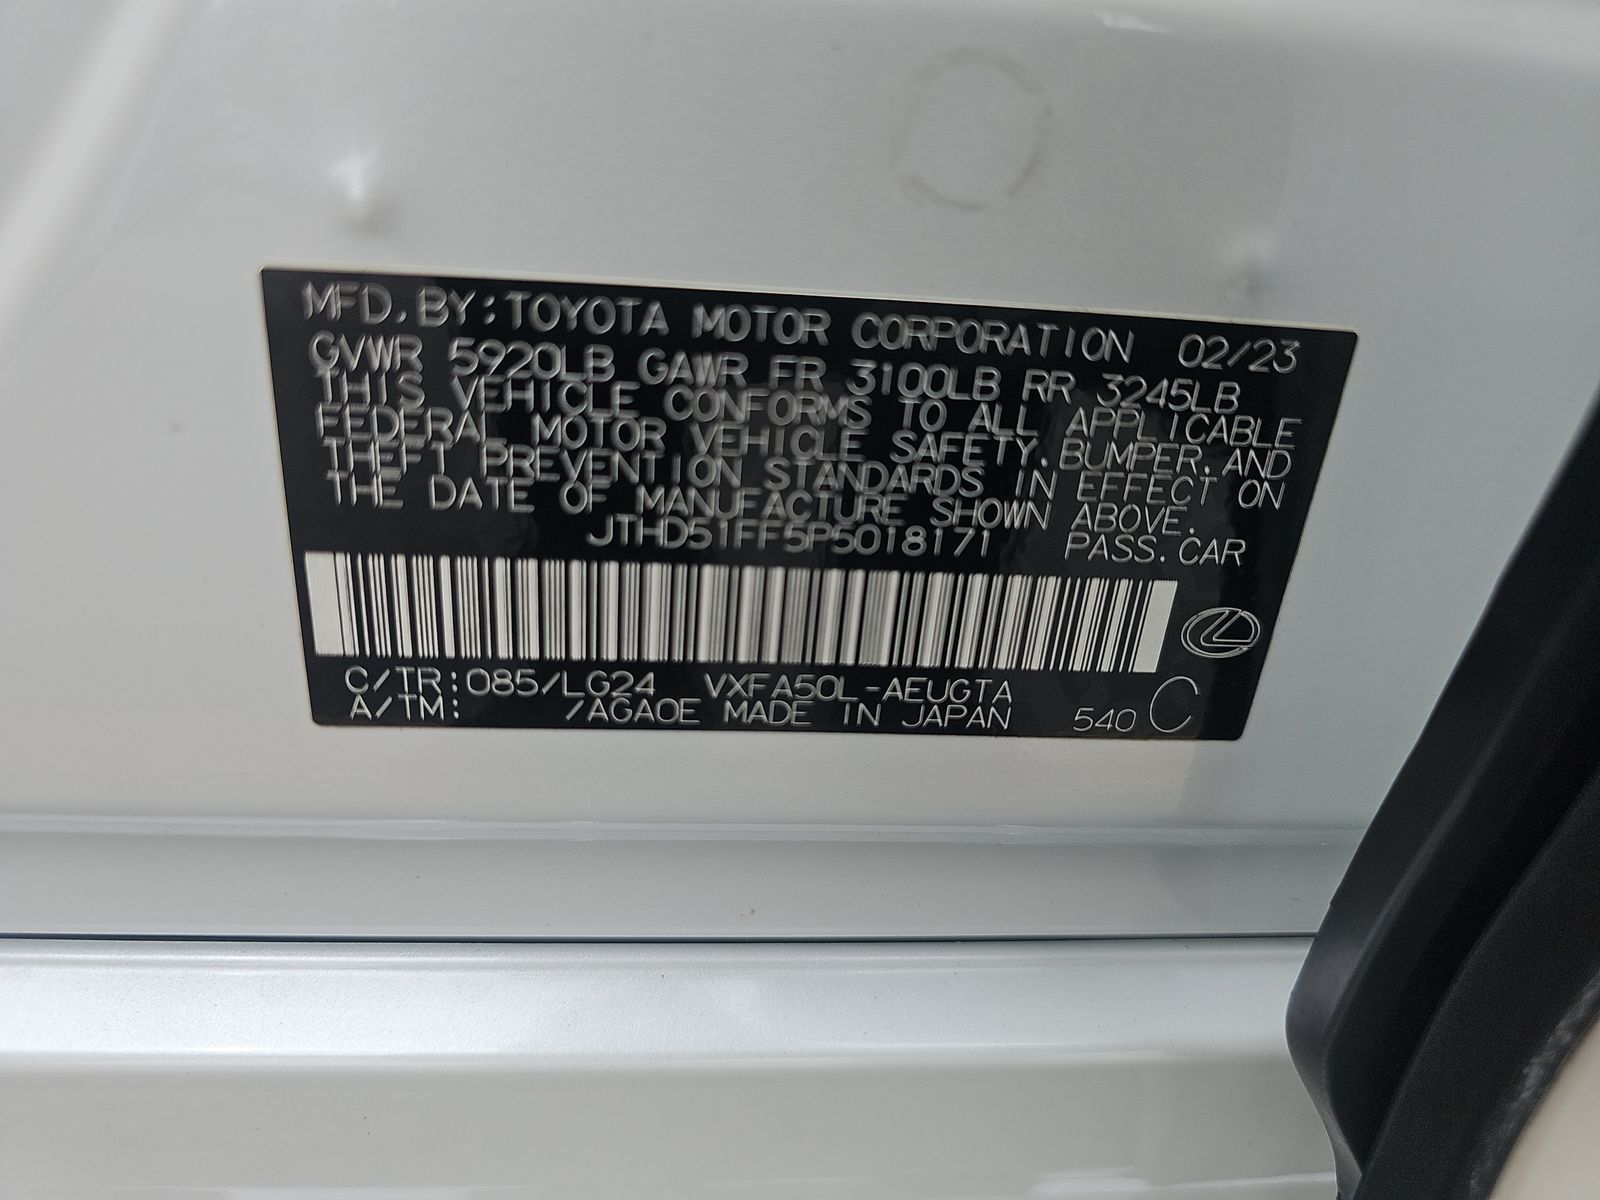 MFD. BY: TOYOTA MOTOR CORPORATION 02/23
GVWR 5920LB GAWR FR 3100LB RR 3245LB
THIS VEHICLE CONFORMS TO ALL APPLICABLE
FEDERAL MOTOR VEHICLE SAFETY, BUMPER, AND
THEFT PREVENTION STANDARDS IN EFFECT ON
THE DATE OF MANUFACTURE SHOWN ABOVE.
JTHD51FF5P5018171 PASS. CAR
C/TR: 085/LG24 VXFA50L-AEUGTA
A/TM: /AGA0E MADE IN JAPAN 540 C